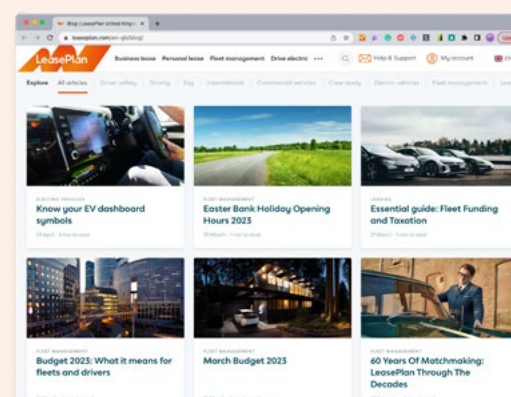 Blog | LeasePlan United King
leaseplan.com/en-gb/blog/
LeasePlan
Business lease Personal lease Fleet management Drive electric
Help & Support
My account
Explore All articles Driver safety Driving International Commercial vehicles Case study Electric vehicles Fleet management
ELECTRIC VEHICLES
Know your EV dashboard
symbols
FLEET MANAGEMENT
Easter Bank Holiday Opening
Hours 2023
Essential guide: Fleet Funding
and Taxation
FLEET MANAGEMENT
Budget 2023: What it means for
fleets and drivers
FLEET MANAGEMENT
March Budget 2023
FLEET MANAGEMENT
60 Years Of Matchmaking:
LeasePlan Through The
Decades